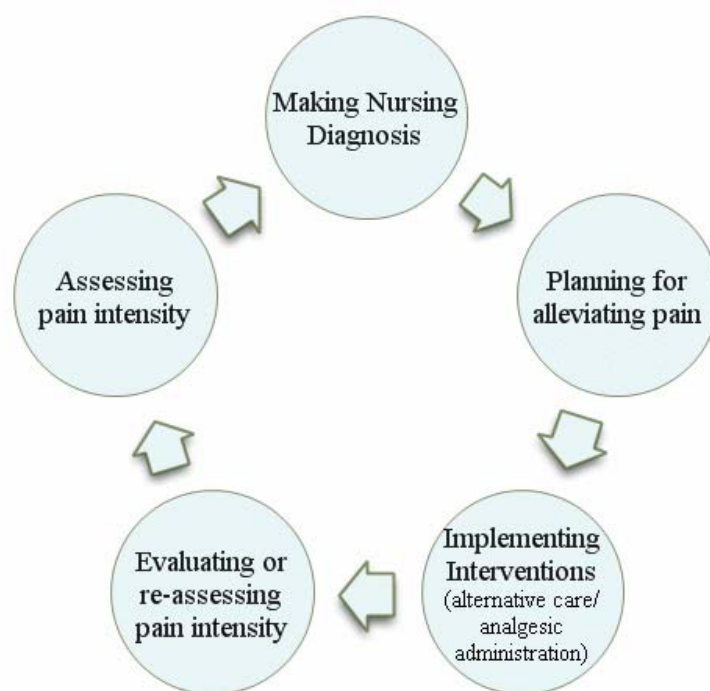 Making Nursing
Diagnosis
Planning for
alleviating pain
Implementing
Interventions
(alternative care/
analgesic
administration)
Evaluating or
re-assessing
pain intensity
Assessing
pain intensity